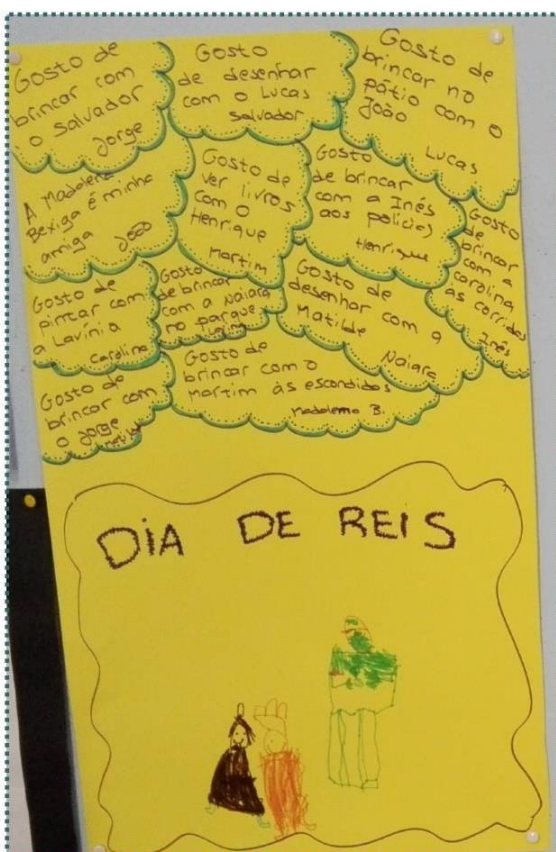 Gosto de
brincar com
o Salvador
Jorge
Gosto
de desenhar
com o Lucas
Salvador
Gosto de
brincar no
pátio com o
João
Lucas
A Madalena
Bexiga é minha
amiga João
Gosto de
ver livros
com o
Henrique
Martim
Gosto
de brincar
com a Inês
aos polícias
Henrique
Gosto
de
brincar
com a
carolina
às corridas
Inês
Gosto de
pintar com
a Lavínia
Carolina
Gosto
de brincar
com a Naiara
no parque
Gosto de
desenhar com a
Matilde
Naiara
Gosto de
brincar com o
Jorge
Gosto de
brincar com o
Martim às escondidas
Madalena B.
DIA DE REIS